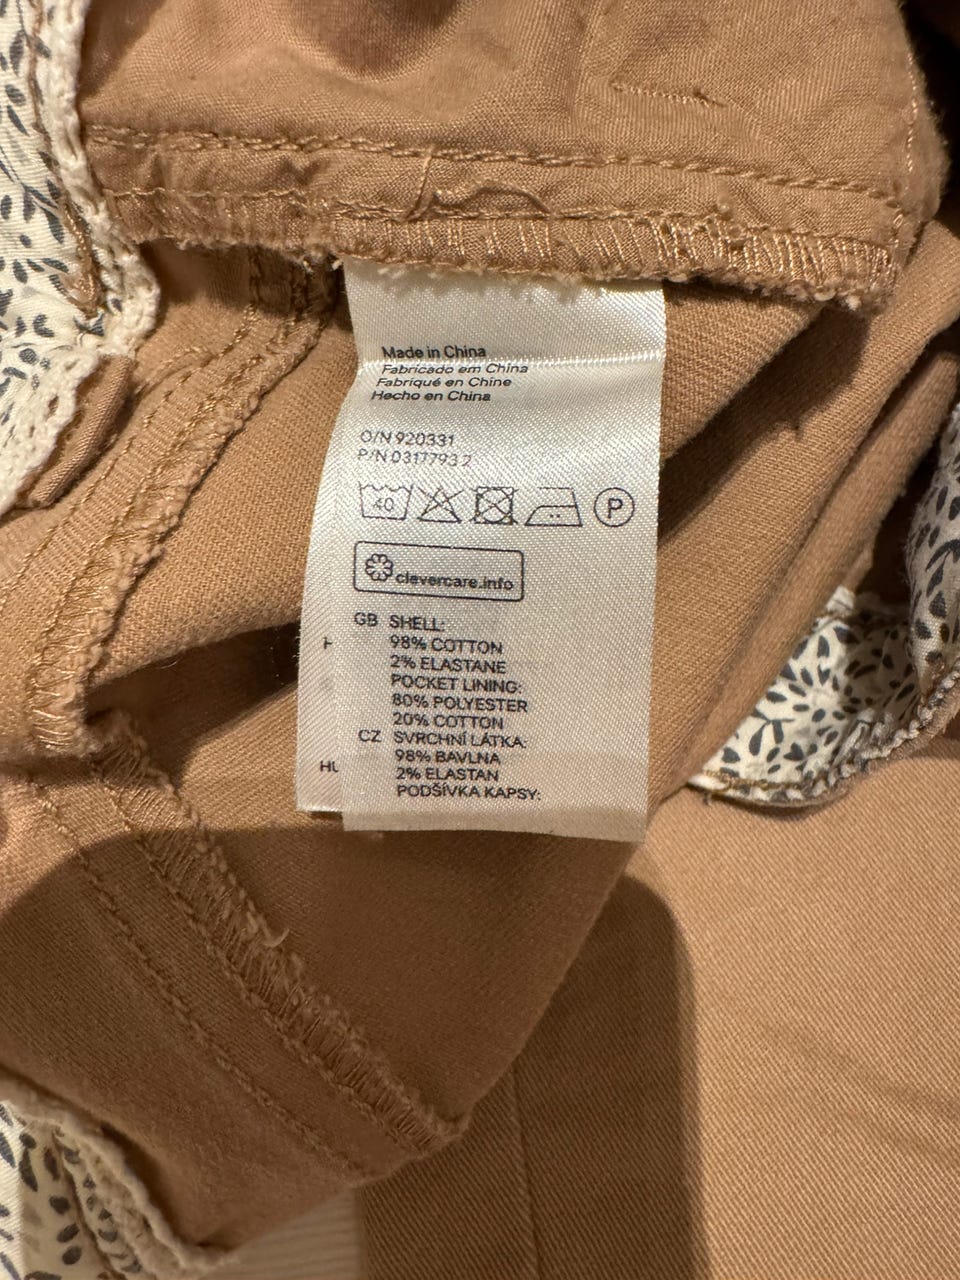 Made in China
Fabricado em China
Fabriqué en Chine
Hecho en China
O/N 920331
P/N 0317793 2
40 P
clevercare.info
GB SHELL:
98% COTTON
2% ELASTANE
POCKET LINING:
80% POLYESTER
20% COTTON
CZ SVRCHNÍ LÁTKA:
98% BAVLNA
2% ELASTAN
PODŠÍVKA KAPSY: